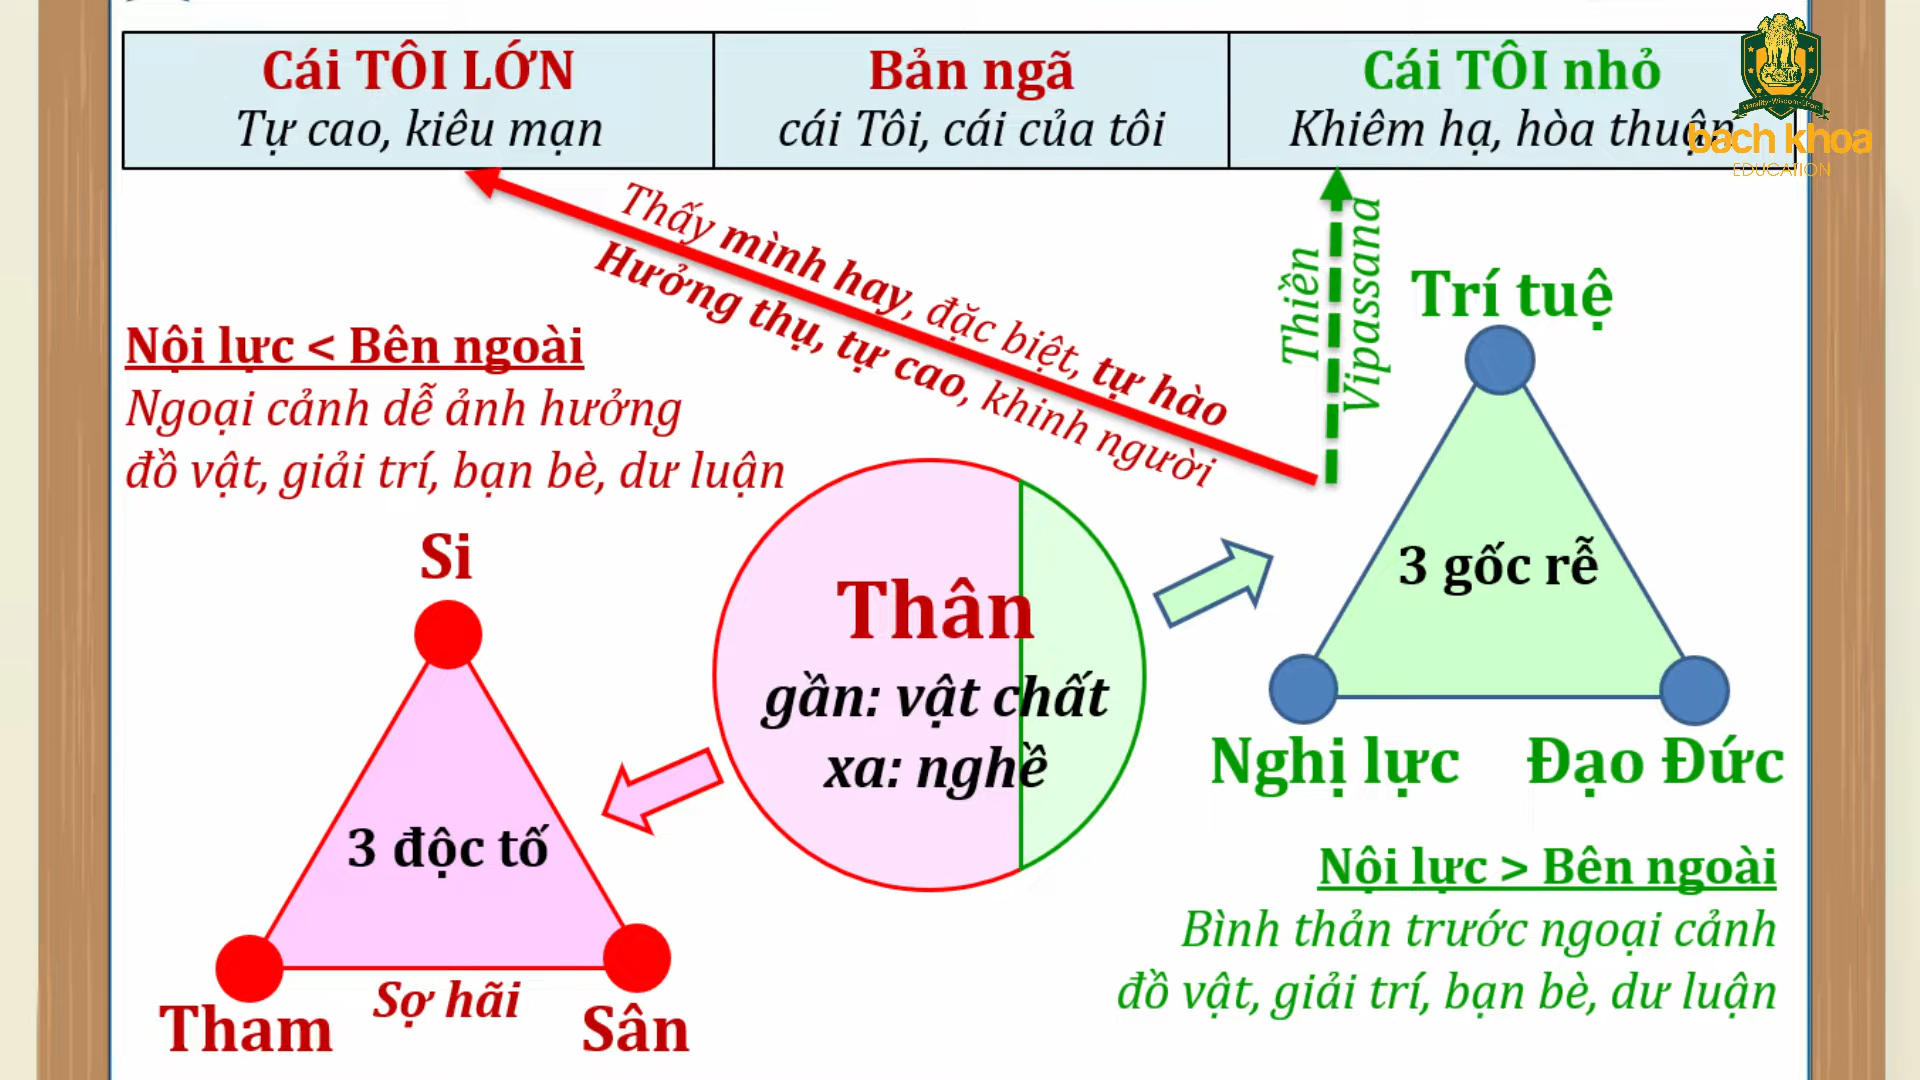 Cái TÔI LỚN
Tự cao, kiêu mạn
Bản ngã
cái Tôi, cái của tôi
Cái TÔI nhỏ
Khiêm hạ, hòa thuận
bách khoa
EDUCATION
Thấy mình hay, đặc biệt, tự hào
Hưởng thụ, tự cao, khinh người
Thiền
Vipassana
Nội lực < Bên ngoài
Ngoại cảnh dễ ảnh hưởng
đồ vật, giải trí, bạn bè, dư luận
Trí tuệ
3 gốc rễ
Nghị lực
Đạo Đức
Thân
gần: vật chất
xa: nghề
Si
3 độc tố
Tham
Sợ hãi
Sân
Nội lực > Bên ngoài
Bình thản trước ngoại cảnh
đồ vật, giải trí, bạn bè, dư luận